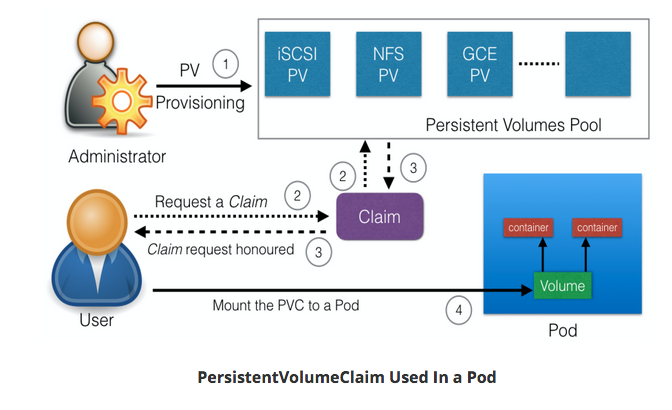 PV
1
Provisioning
Administrator
iSCSI
PV
NFS
PV
GCE
PV
Persistent Volumes Pool
2
3
Request a Claim
2
Claim
Claim request honoured
3
User
Mount the PVC to a Pod
4
container
container
Volume
Pod
PersistentVolumeClaim Used In a Pod